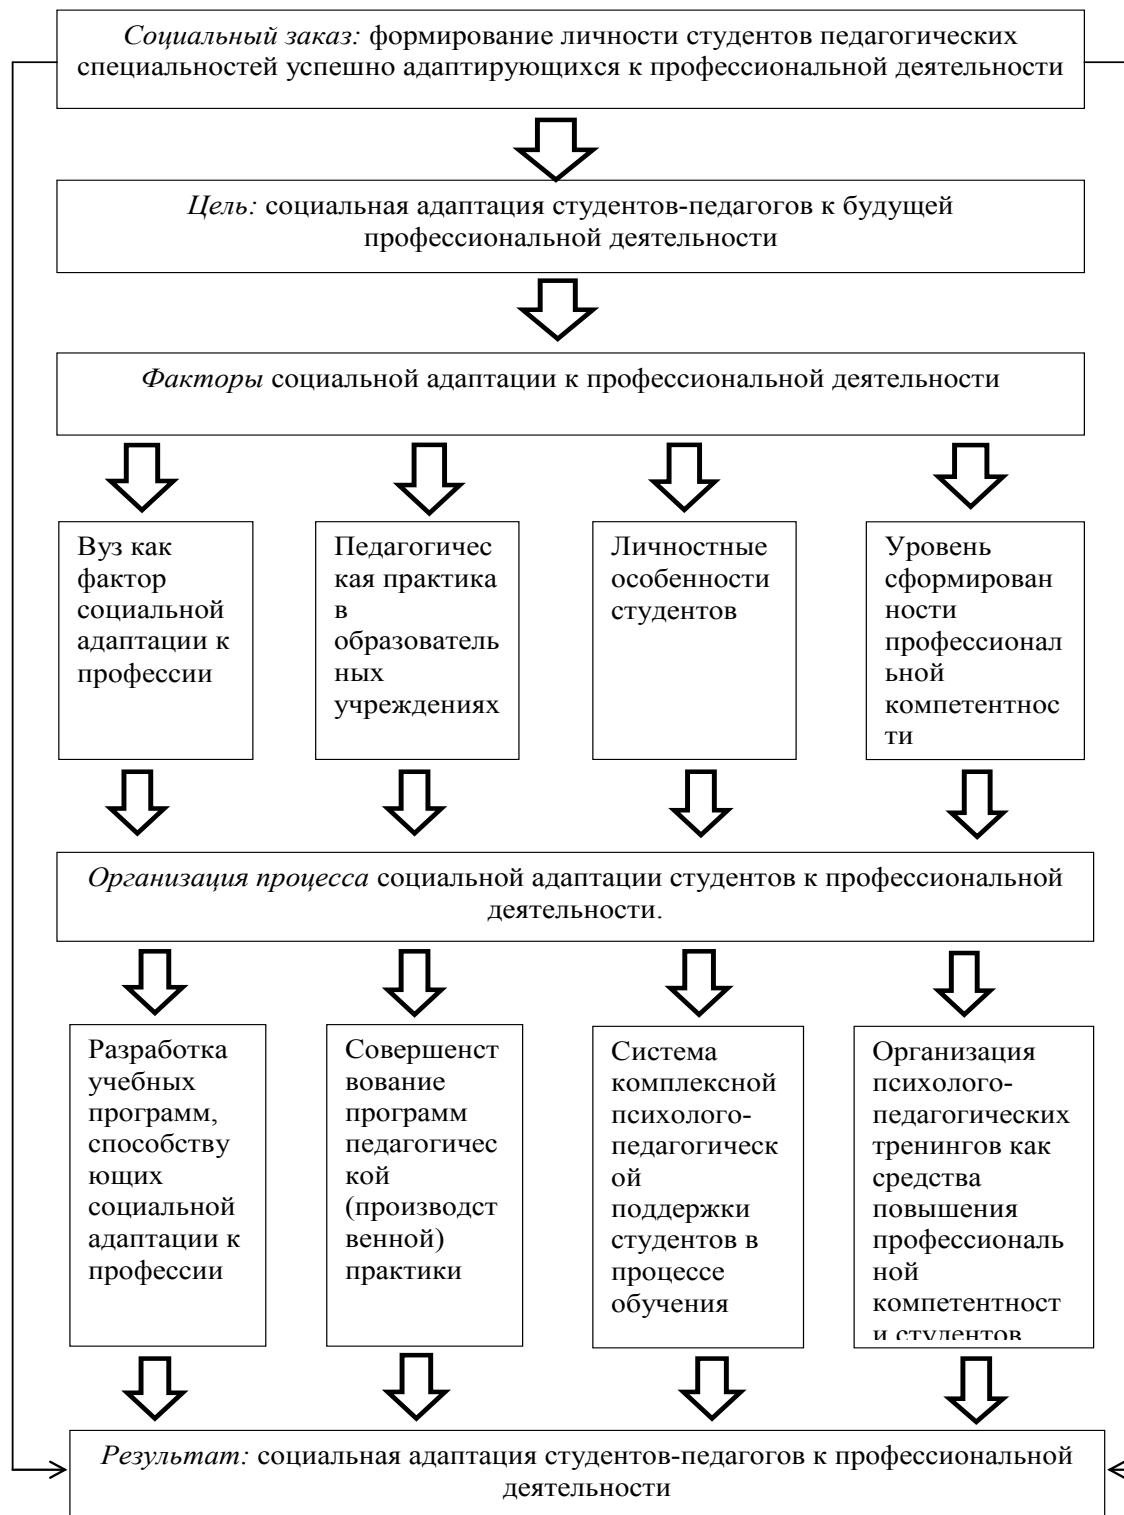 Социальный заказ: формирование личности студентов педагогических
специальностей успешно адаптирующихся к профессиональной деятельности
Цель: социальная адаптация студентов-педагогов к будущей
профессиональной деятельности
Факторы социальной адаптации к профессиональной деятельности
Вуз как
фактор
социальной
адаптации к
профессии
Педагогичес
кая практика
в
образователь
ных
учреждениях
Личностные
особенности
студентов
Уровень
сформирован
ности
профессионал
ьной
компетентнос
ти
Организация процесса социальной адаптации студентов к профессиональной
деятельности.
Разработка
учебных
программ,
способству
ющих
социальной
адаптации к
профессии
Совершенст
вование
программ
педагогичес
кой
(производст
венной)
практики
Система
комплексной
психолого-
педагогическ
ой
поддержки
студентов в
процессе
обучения
Организация
психолого-
педагогических
тренингов как
средства
повышения
профессиональ
ной
компетентност
и студентов
Результат: социальная адаптация студентов-педагогов к профессиональной
деятельности